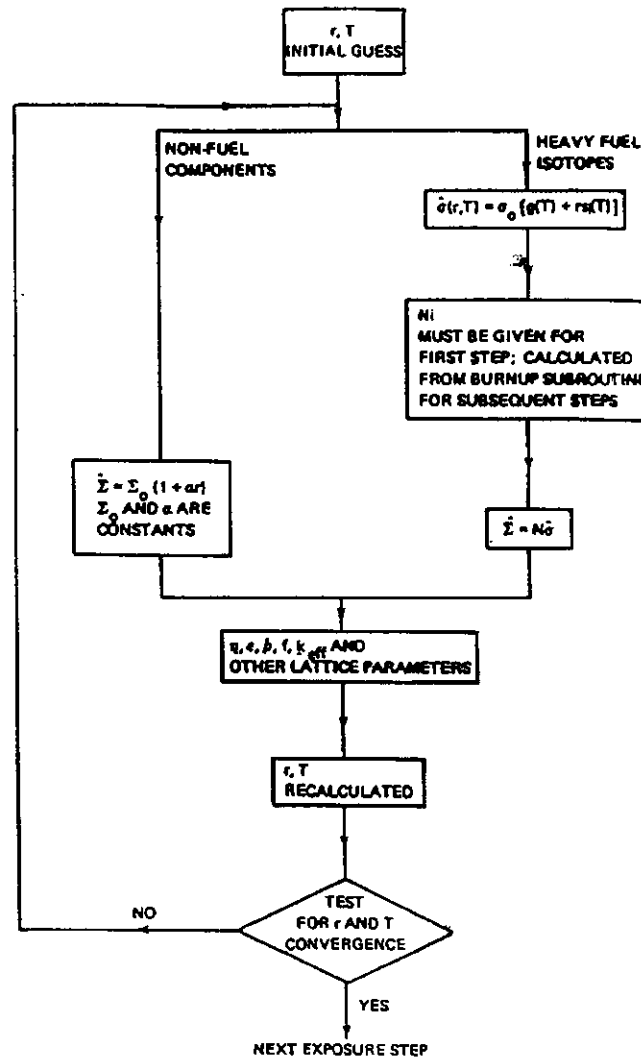 r, T
INITIAL GUESS
NON-FUEL
COMPONENTS
HEAVY FUEL
ISOTOPES
σ̂(r,T) = σ₀ [g(T) + rs(T)]
Ni
MUST BE GIVEN FOR
FIRST STEP; CALCULATED
FROM BURNUP SUBROUTINE
FOR SUBSEQUENT STEPS
Σ̂ = Σ₀ (1 + αr)
Σ₀ AND α ARE
CONSTANTS
Σ̂ = Nσ̂
η, ε, p, f, k eff AND
OTHER LATTICE PARAMETERS
r, T
RECALCULATED
TEST
FOR r AND T
CONVERGENCE
NO
YES
NEXT EXPOSURE STEP